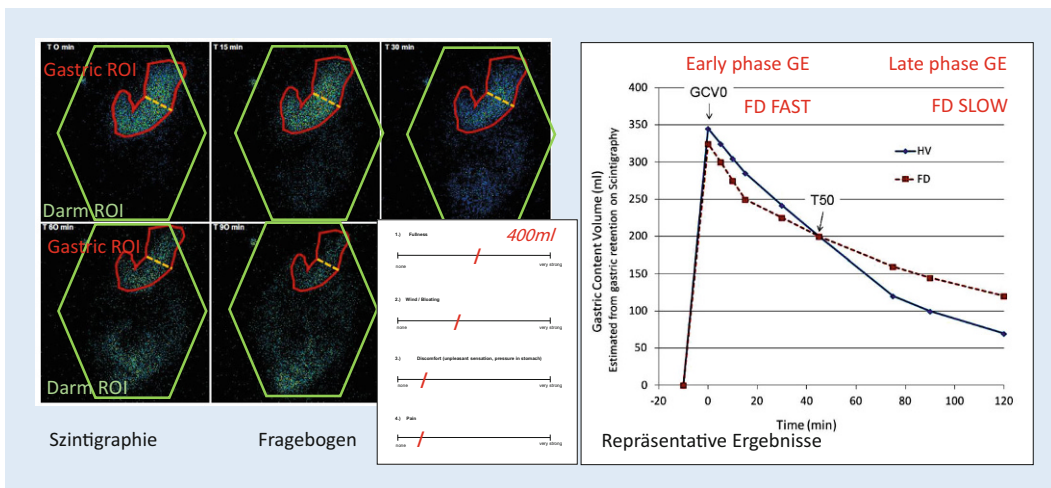 T 0 min
T 15 min
T 30 min
Gastric ROI
Darm ROI
T 60 min
T 90 min
Gastric ROI
Darm ROI
400ml
1.) Fullness
none very strong
2.) Wind / Bloating
none very strong
3.) Discomfort (unpleasant sensation, pressure in stomach)
none very strong
4.) Pain
none very strong
Szintigraphie
Fragebogen
Early phase GE
Late phase GE
GCV0
FD FAST
FD SLOW
HV
FD
T50
Gastric Content Volume (ml)
Estimated from gastric retention on Scintigraphy
400
350
300
250
200
150
100
50
0
-20 0 20 40 60 80 100 120
Time (min)
Repräsentative Ergebnisse